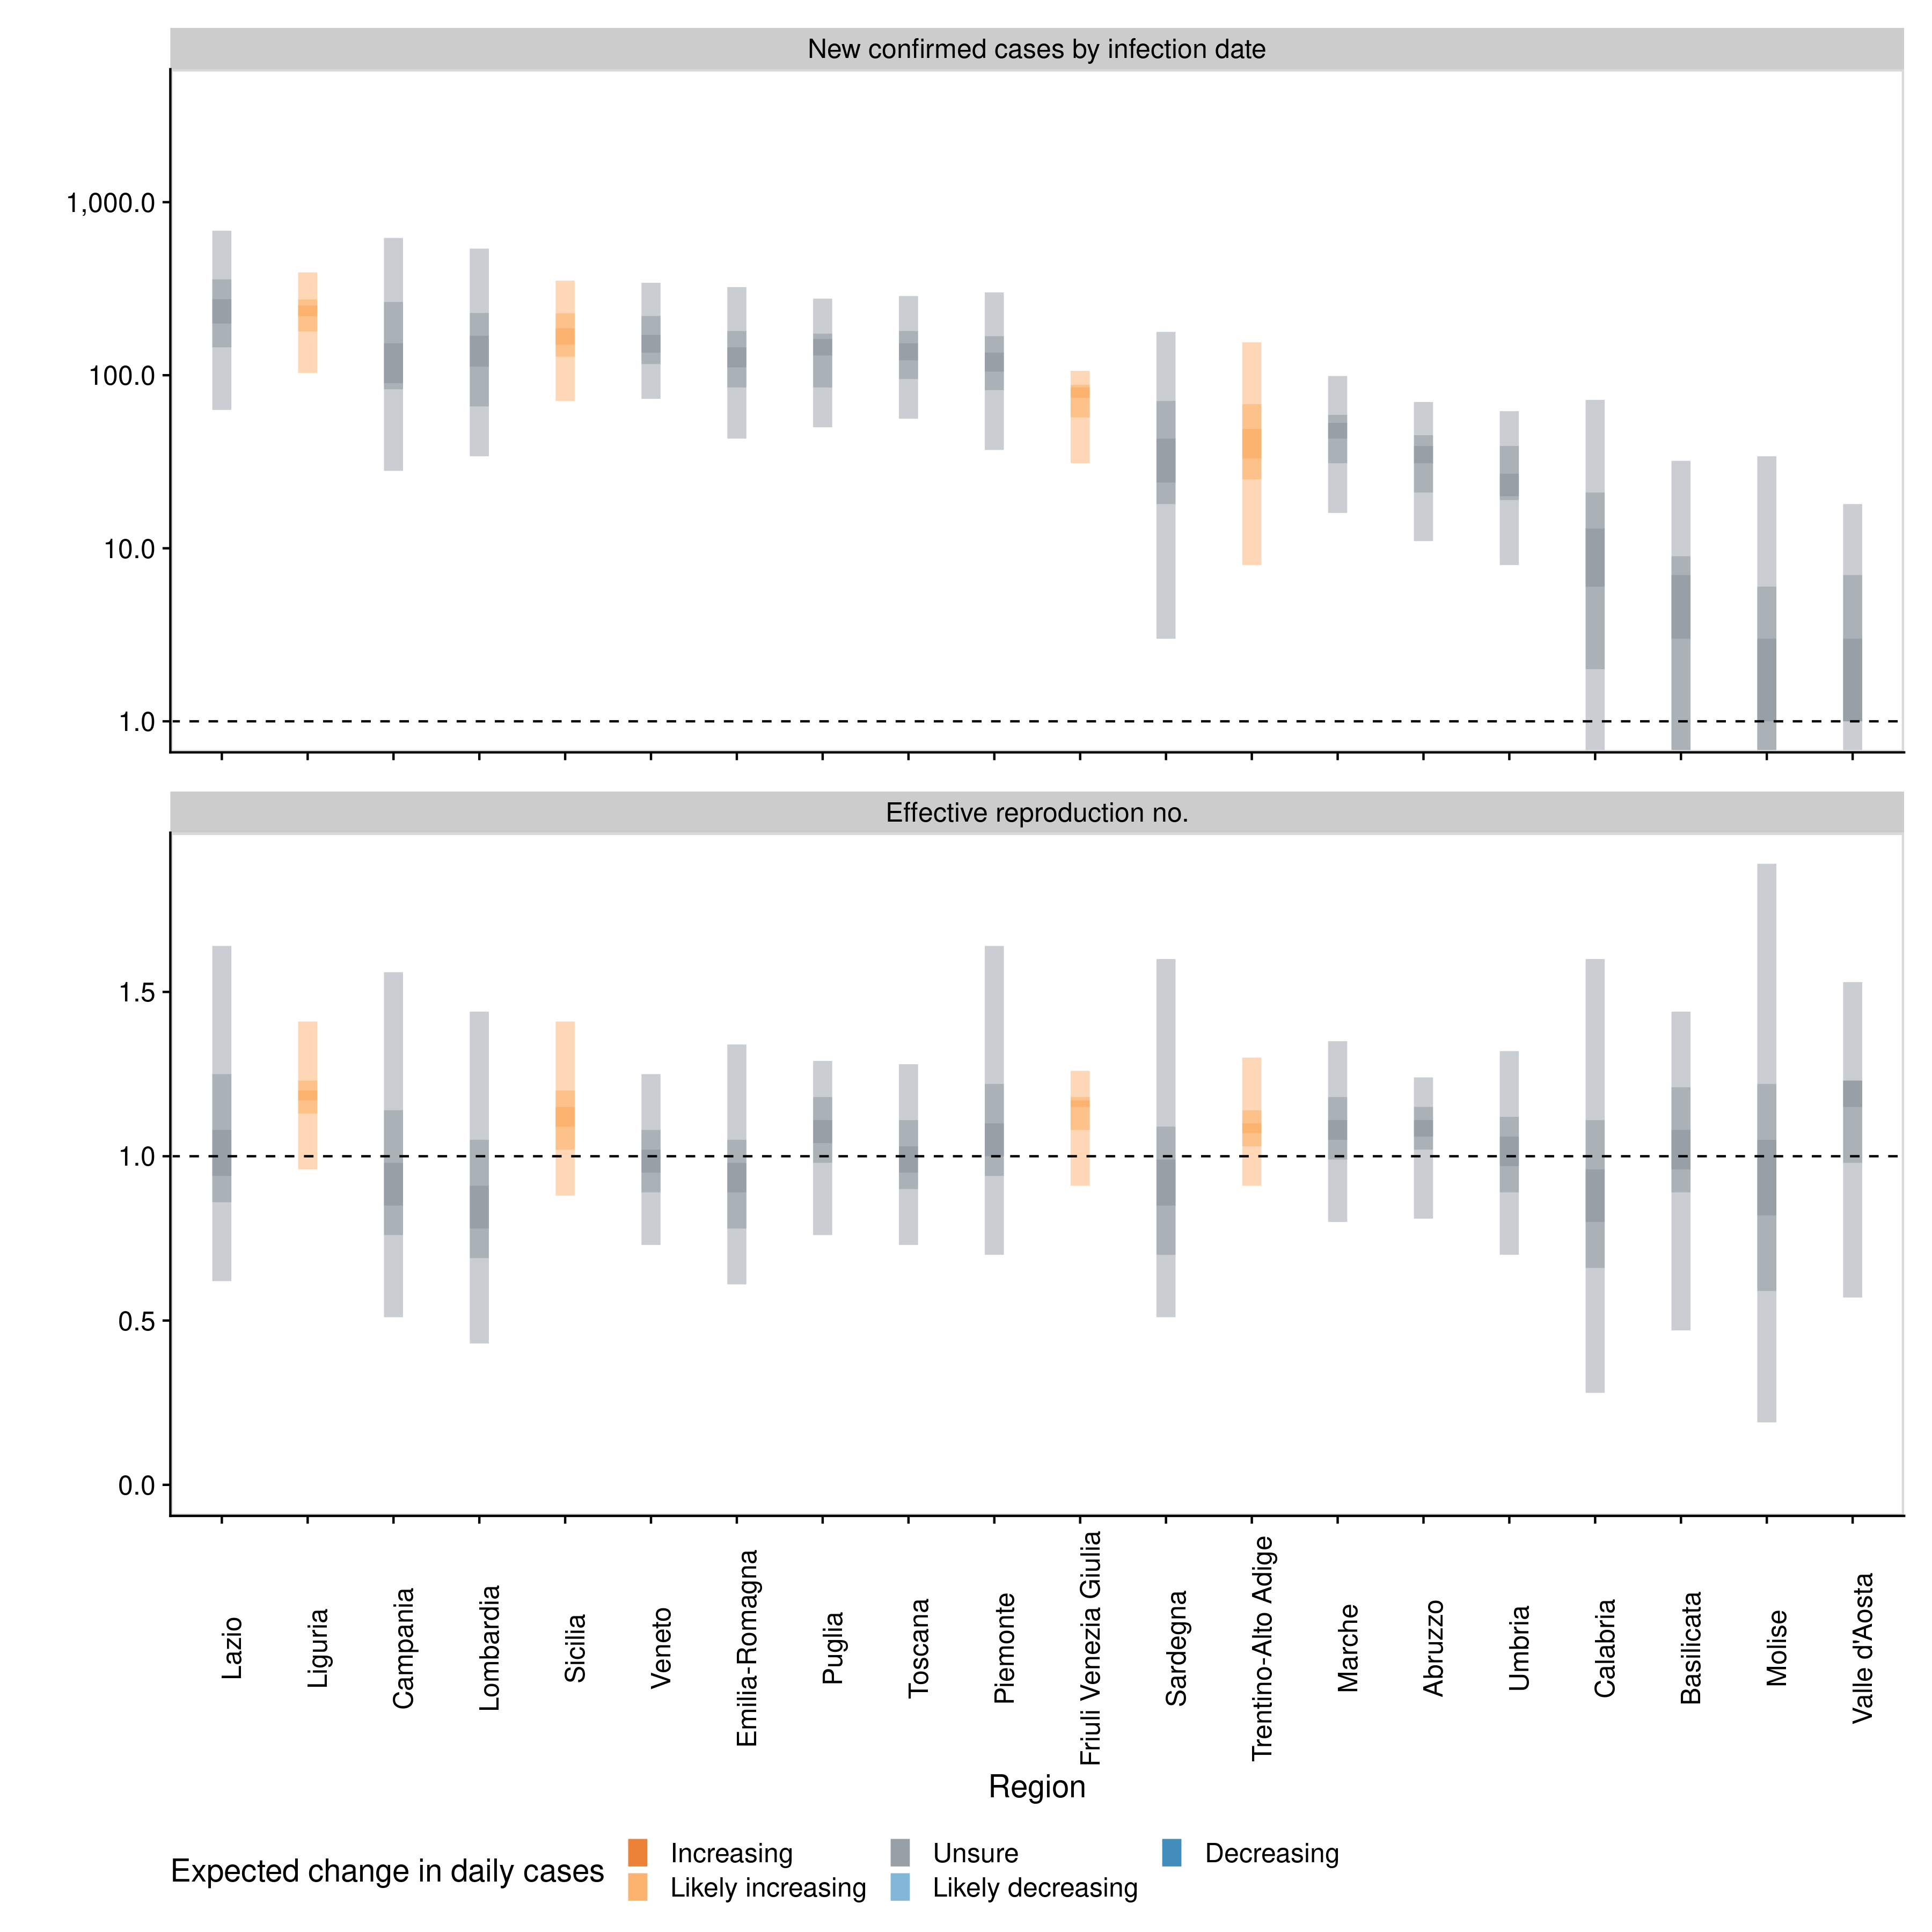 New confirmed cases by infection date
1,000.0
100.0
10.0
1.0
Effective reproduction no.
1.5
1.0
0.5
0.0
Lazio
Liguria
Campania
Lombardia
Sicilia
Veneto
Emilia-Romagna
Puglia
Toscana
Piemonte
Friuli Venezia Giulia
Sardegna
Trentino-Alto Adige
Marche
Abruzzo
Umbria
Calabria
Basilicata
Molise
Valle d'Aosta
Region
Expected change in daily cases
Increasing
Unsure
Decreasing
Likely increasing
Likely decreasing